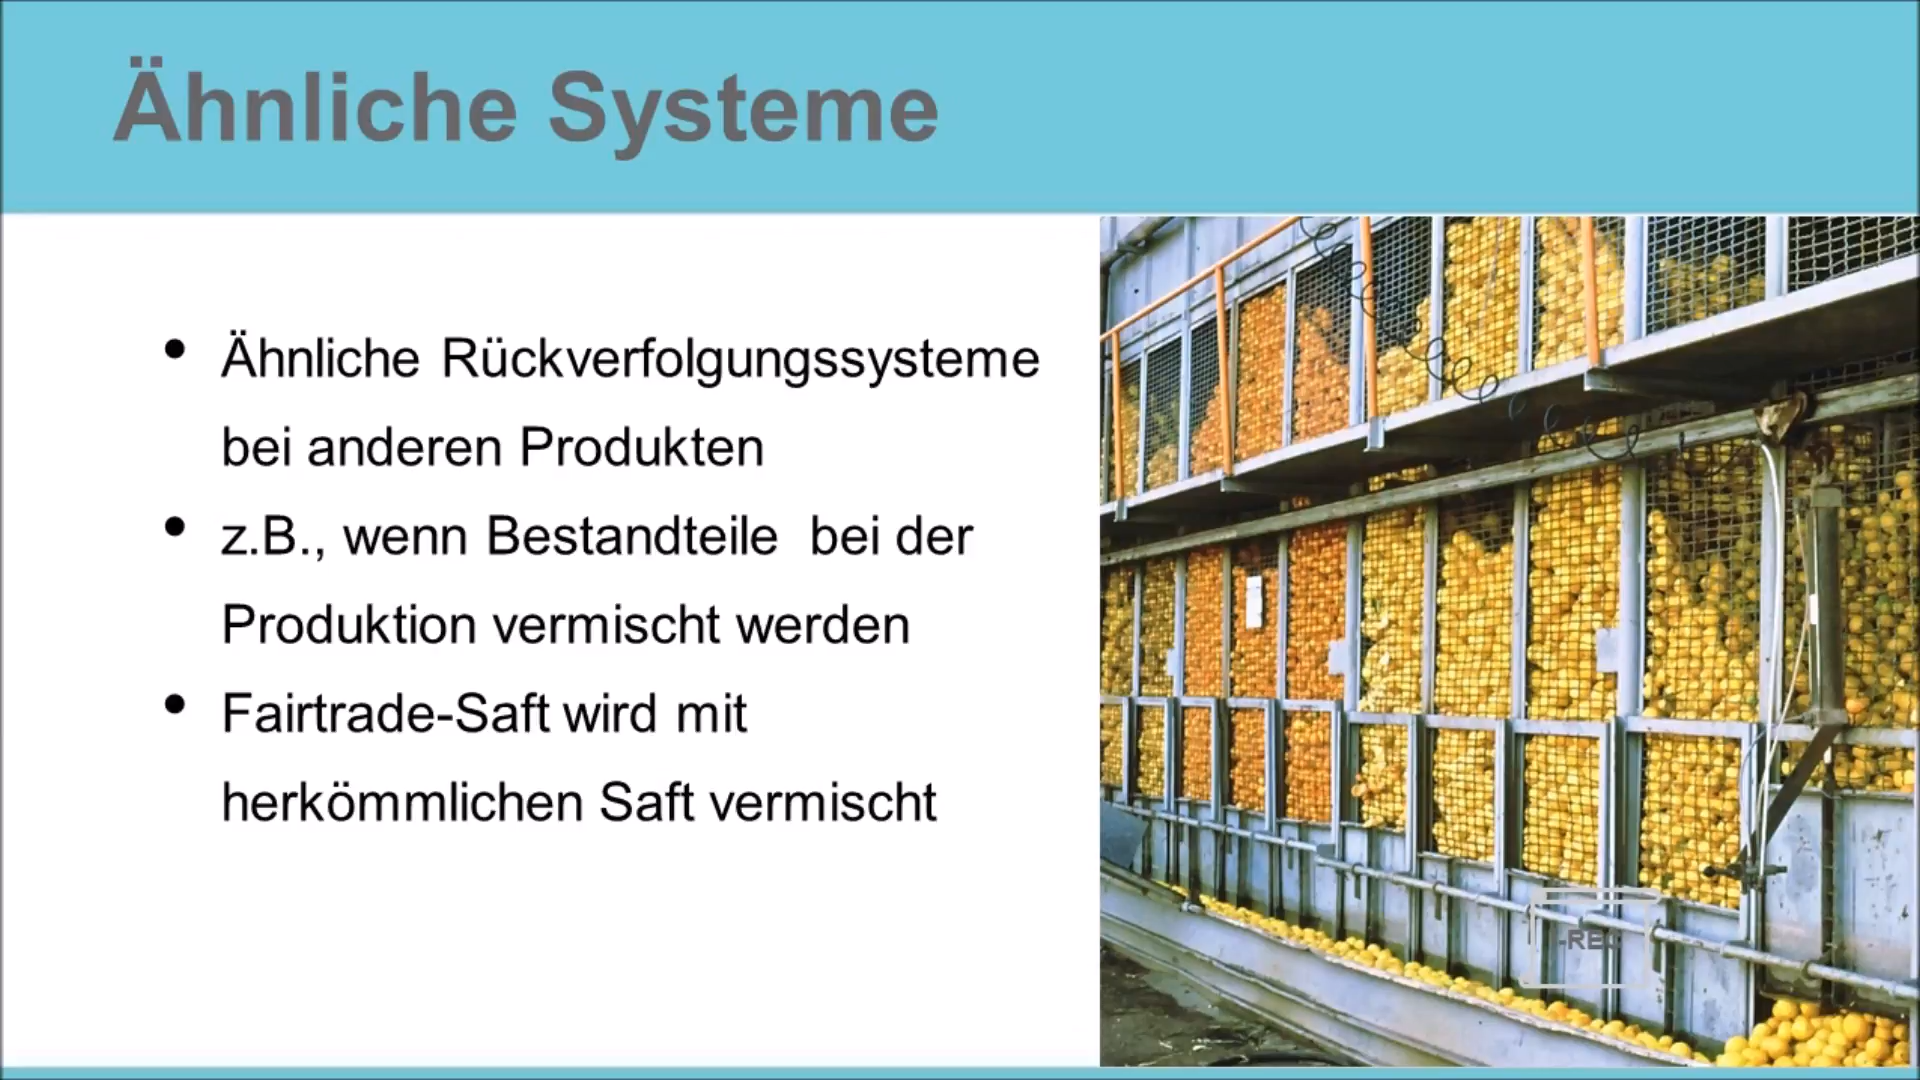 Ähnliche Systeme
• Ähnliche Rückverfolgungssysteme
bei anderen Produkten
• z.B., wenn Bestandteile bei der
Produktion vermischt werden
• Fairtrade-Saft wird mit
herkömmlichen Saft vermischt